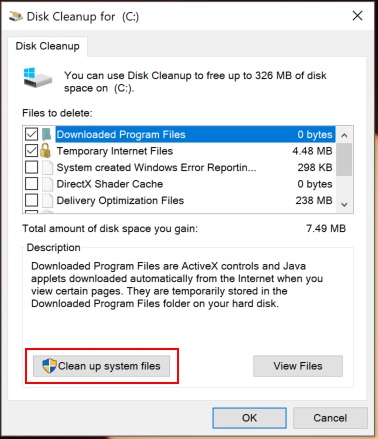 Disk Cleanup for (C:)
Disk Cleanup
You can use Disk Cleanup to free up to 326 MB of disk
space on (C:).
Files to delete:
Downloaded Program Files 0 bytes
Temporary Internet Files 4.48 MB
System created Windows Error Reportin... 298 KB
DirectX Shader Cache 0 bytes
Delivery Optimization Files 238 MB
Total amount of disk space you gain: 7.49 MB
Description
Downloaded Program Files are ActiveX controls and Java
applets downloaded automatically from the Internet when you
view certain pages. They are temporarily stored in the
Downloaded Program Files folder on your hard disk.
Clean up system files View Files
OK Cancel